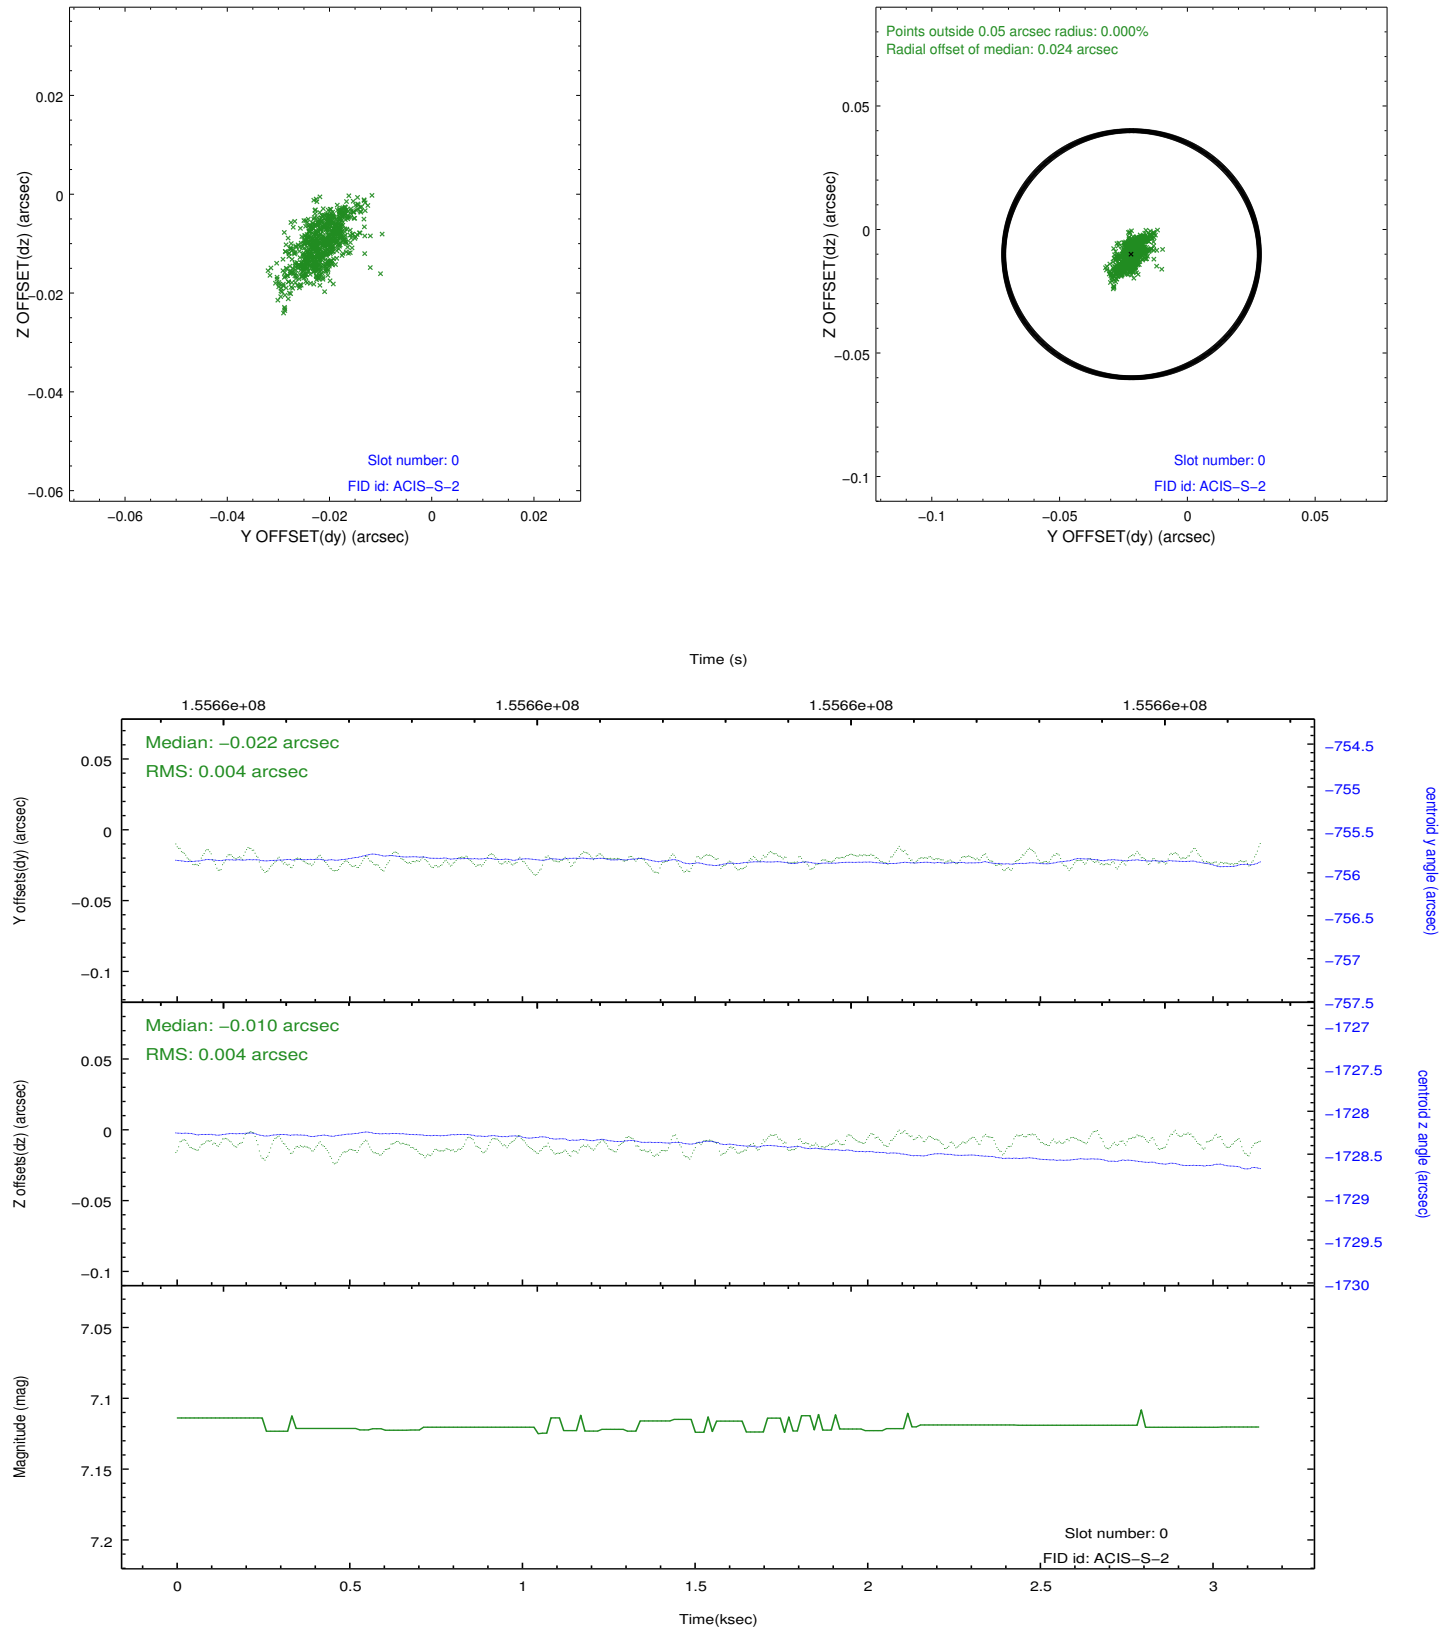 0.02
0
−0.02
−0.04
−0.06
Z OFFSET(dz) (arcsec)
Slot number: 0
FID id: ACIS−S−2
−0.06
−0.04
−0.02
0
0.02
Y OFFSET(dy) (arcsec)
Points outside 0.05 arcsec radius: 0.000%
Radial offset of median: 0.024 arcsec
0.05
0
−0.05
−0.1
Z OFFSET(dz) (arcsec)
Slot number: 0
FID id: ACIS−S−2
−0.1
−0.05
0
0.05
Y OFFSET(dy) (arcsec)
Time (s)
1.5566e+08
1.5566e+08
1.5566e+08
1.5566e+08
Median: −0.022 arcsec
RMS: 0.004 arcsec
0.05
0
−0.05
−0.1
Y offsets(dy) (arcsec)
−754.5
−755
−755.5
−756
−756.5
−757
−757.5
centroid y angle (arcsec)
Median: −0.010 arcsec
RMS: 0.004 arcsec
0.05
0
−0.05
−0.1
Z offsets(dz) (arcsec)
−1727
−1727.5
−1728
−1728.5
−1729
−1729.5
−1730
centroid z angle (arcsec)
7.05
7.1
7.15
7.2
Magnitude (mag)
Slot number: 0
FID id: ACIS−S−2
0
0.5
1
1.5
2
2.5
3
Time(ksec)